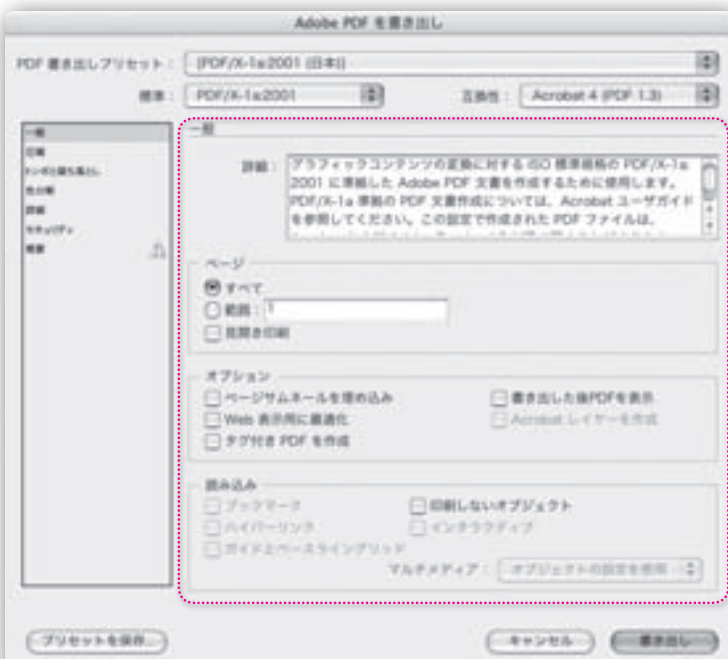 Adobe PDF を書き出し
PDF 書き出しプリセット： [PDF/X-1a:2001 (日本)]
標準： PDF/X-1a:2001 互換性： Acrobat 4 (PDF 1.3)
一般
圧縮
トンボと裁ち落とし
色分解
詳細
セキュリティ
概要
一般
詳細： グラフィックコンテンツの変換に対する ISO 標準規格の PDF/X-1a:
2001 に準拠した Adobe PDF 文書を作成するために使用します。
PDF/X-1a 準拠の PDF 文書作成については、Acrobat ユーザガイド
を参照してください。この設定で作成された PDF ファイルは、
ページ
すべて
範囲： 1
見開き印刷
オプション
ページサムネールを埋め込み
書き出した後PDFを表示
Web 表示用に最適化
Acrobat レイヤーを作成
タグ付き PDF を作成
読み込み
ブックマーク
印刷しないオブジェクト
ハイパーリンク
インタラクティブ
ガイドとベースライングリッド
マルチメディア： オブジェクトの設定を使用
プリセットを保存...
キャンセル
書き出し